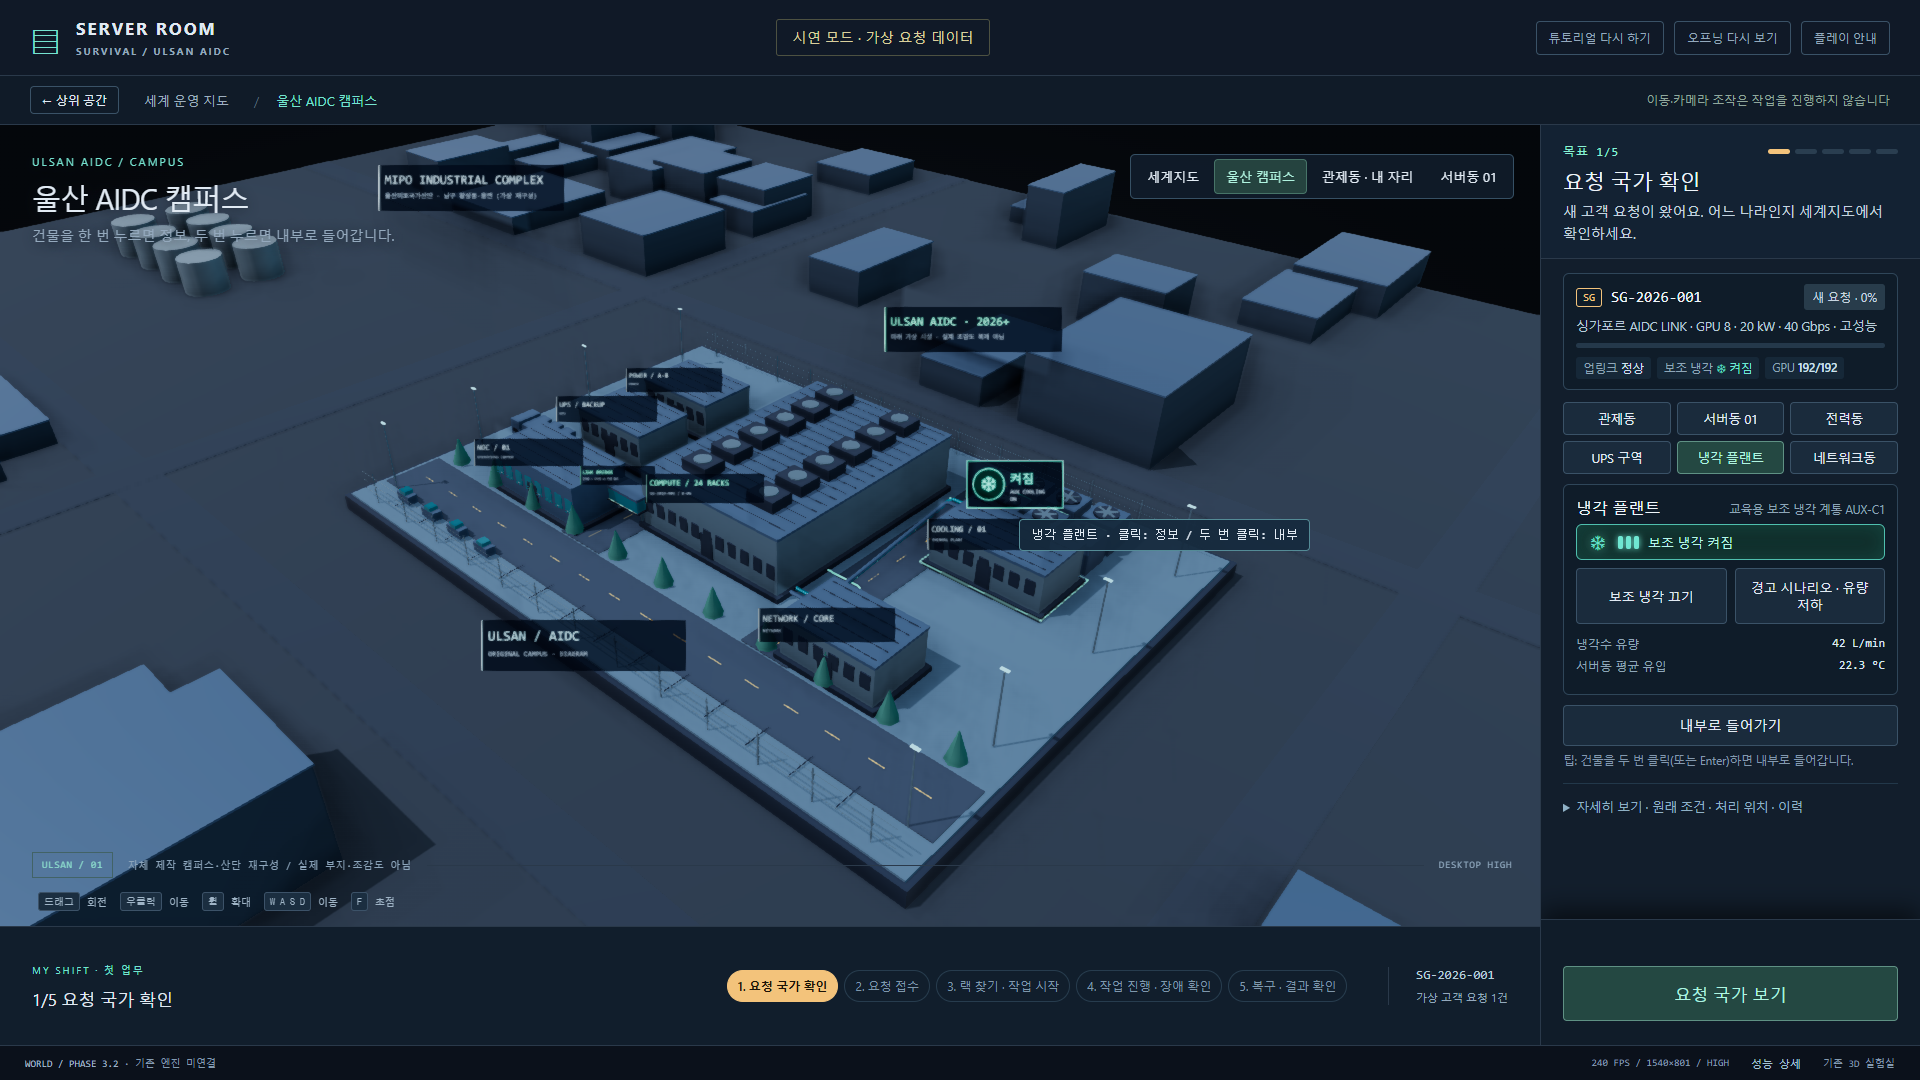 SERVER ROOM
SURVIVAL / ULSAN AIDC
시연 모드 · 가상 요청 데이터
튜토리얼 다시 하기
오프닝 다시 보기
플레이 안내
← 상위 공간
세계 운영 지도 / 울산 AIDC 캠퍼스
이동·카메라 조작은 작업을 진행하지 않습니다
ULSAN AIDC / CAMPUS
울산 AIDC 캠퍼스
건물을 한 번 누르면 정보, 두 번 누르면 내부로 들어갑니다.
MIPO INDUSTRIAL COMPLEX
세계지도
울산 캠퍼스
관제동 · 내 자리
서버동 01
ULSAN AIDC · 2026+
POWER / A-B
UPS / BACKUP
NOC / 01
COMPUTE / 24 RACKS
켜짐
AUX COOLING
ON
COOLING / 01
냉각 플랜트 · 클릭: 정보 / 두 번 클릭: 내부
NETWORK / CORE
NETWORK
ULSAN / AIDC
ORIGINAL CAMPUS · DIAGRAM
ULSAN / 01
자체 제작 캠퍼스·산단 재구성 / 실제 부지·조감도 아님
DESKTOP HIGH
드래그 회전
우클릭 이동
휠 확대
W A S D 이동
F 초점
목표 1/5
요청 국가 확인
새 고객 요청이 왔어요. 어느 나라인지 세계지도에서
확인하세요.
SG SG-2026-001
새 요청 · 0%
싱가포르 AIDC LINK · GPU 8 · 20 kW · 40 Gbps · 고성능
업링크 정상
보조 냉각 ❄ 켜짐
GPU 192/192
관제동
서버동 01
전력동
UPS 구역
냉각 플랜트
네트워크동
냉각 플랜트
교육용 보조 냉각 계통 AUX-C1
보조 냉각 켜짐
보조 냉각 끄기
경고 시나리오 · 유량
저하
냉각수 유량 42 L/min
서버동 평균 유입 22.3 °C
내부로 들어가기
팁: 건물을 두 번 클릭(또는 Enter)하면 내부로 들어갑니다.
▶ 자세히 보기 · 원래 조건 · 처리 위치 · 이력
MY SHIFT · 첫 업무
1/5 요청 국가 확인
1. 요청 국가 확인
2. 요청 접수
3. 랙 찾기 · 작업 시작
4. 작업 진행 · 장애 확인
5. 복구 · 결과 확인
SG-2026-001
가상 고객 요청 1건
요청 국가 보기
WORLD / PHASE 3.2 · 기존 엔진 미연결
240 FPS / 1540×801 / HIGH
성능 상세
기존 3D 실험실